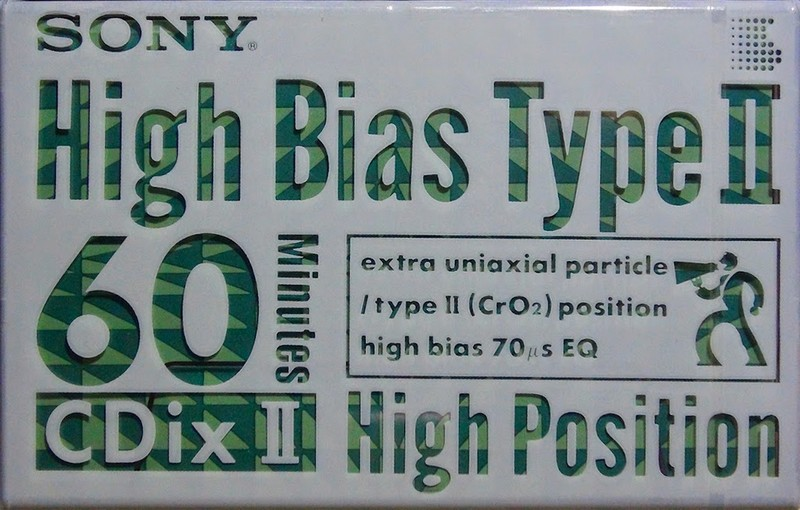 SONY®
High Bias Type II
60 Minutes
extra uniaxial particle
/ type II (CrO2) position
high bias 70µs EQ
CDix II
High Position